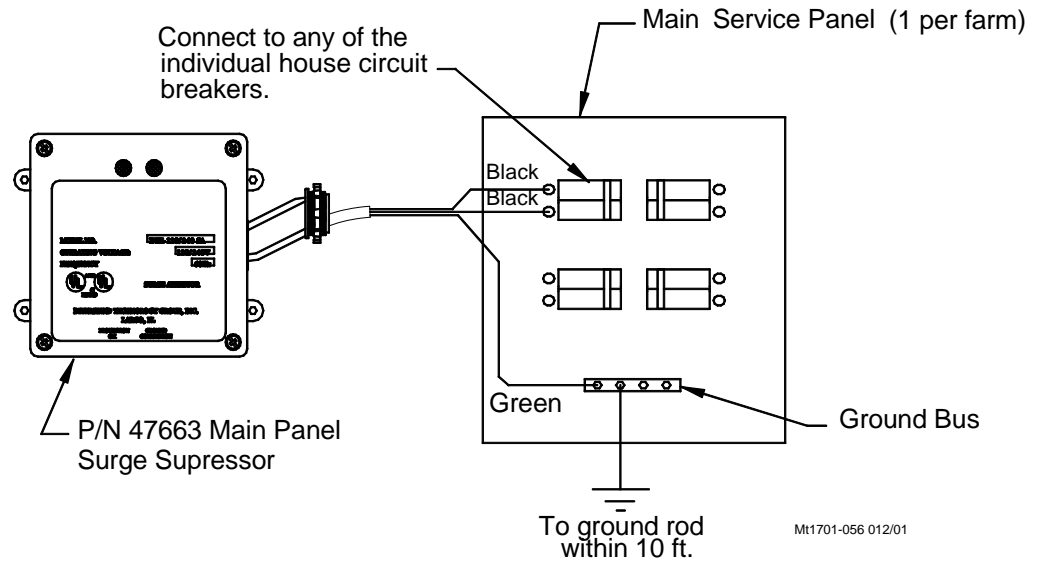 Main Service Panel (1 per farm)
Connect to any of the
individual house circuit
breakers.
Black
Black
Green
Ground Bus
P/N 47663 Main Panel
Surge Supressor
To ground rod
within 10 ft.
Mt1701-056 012/01